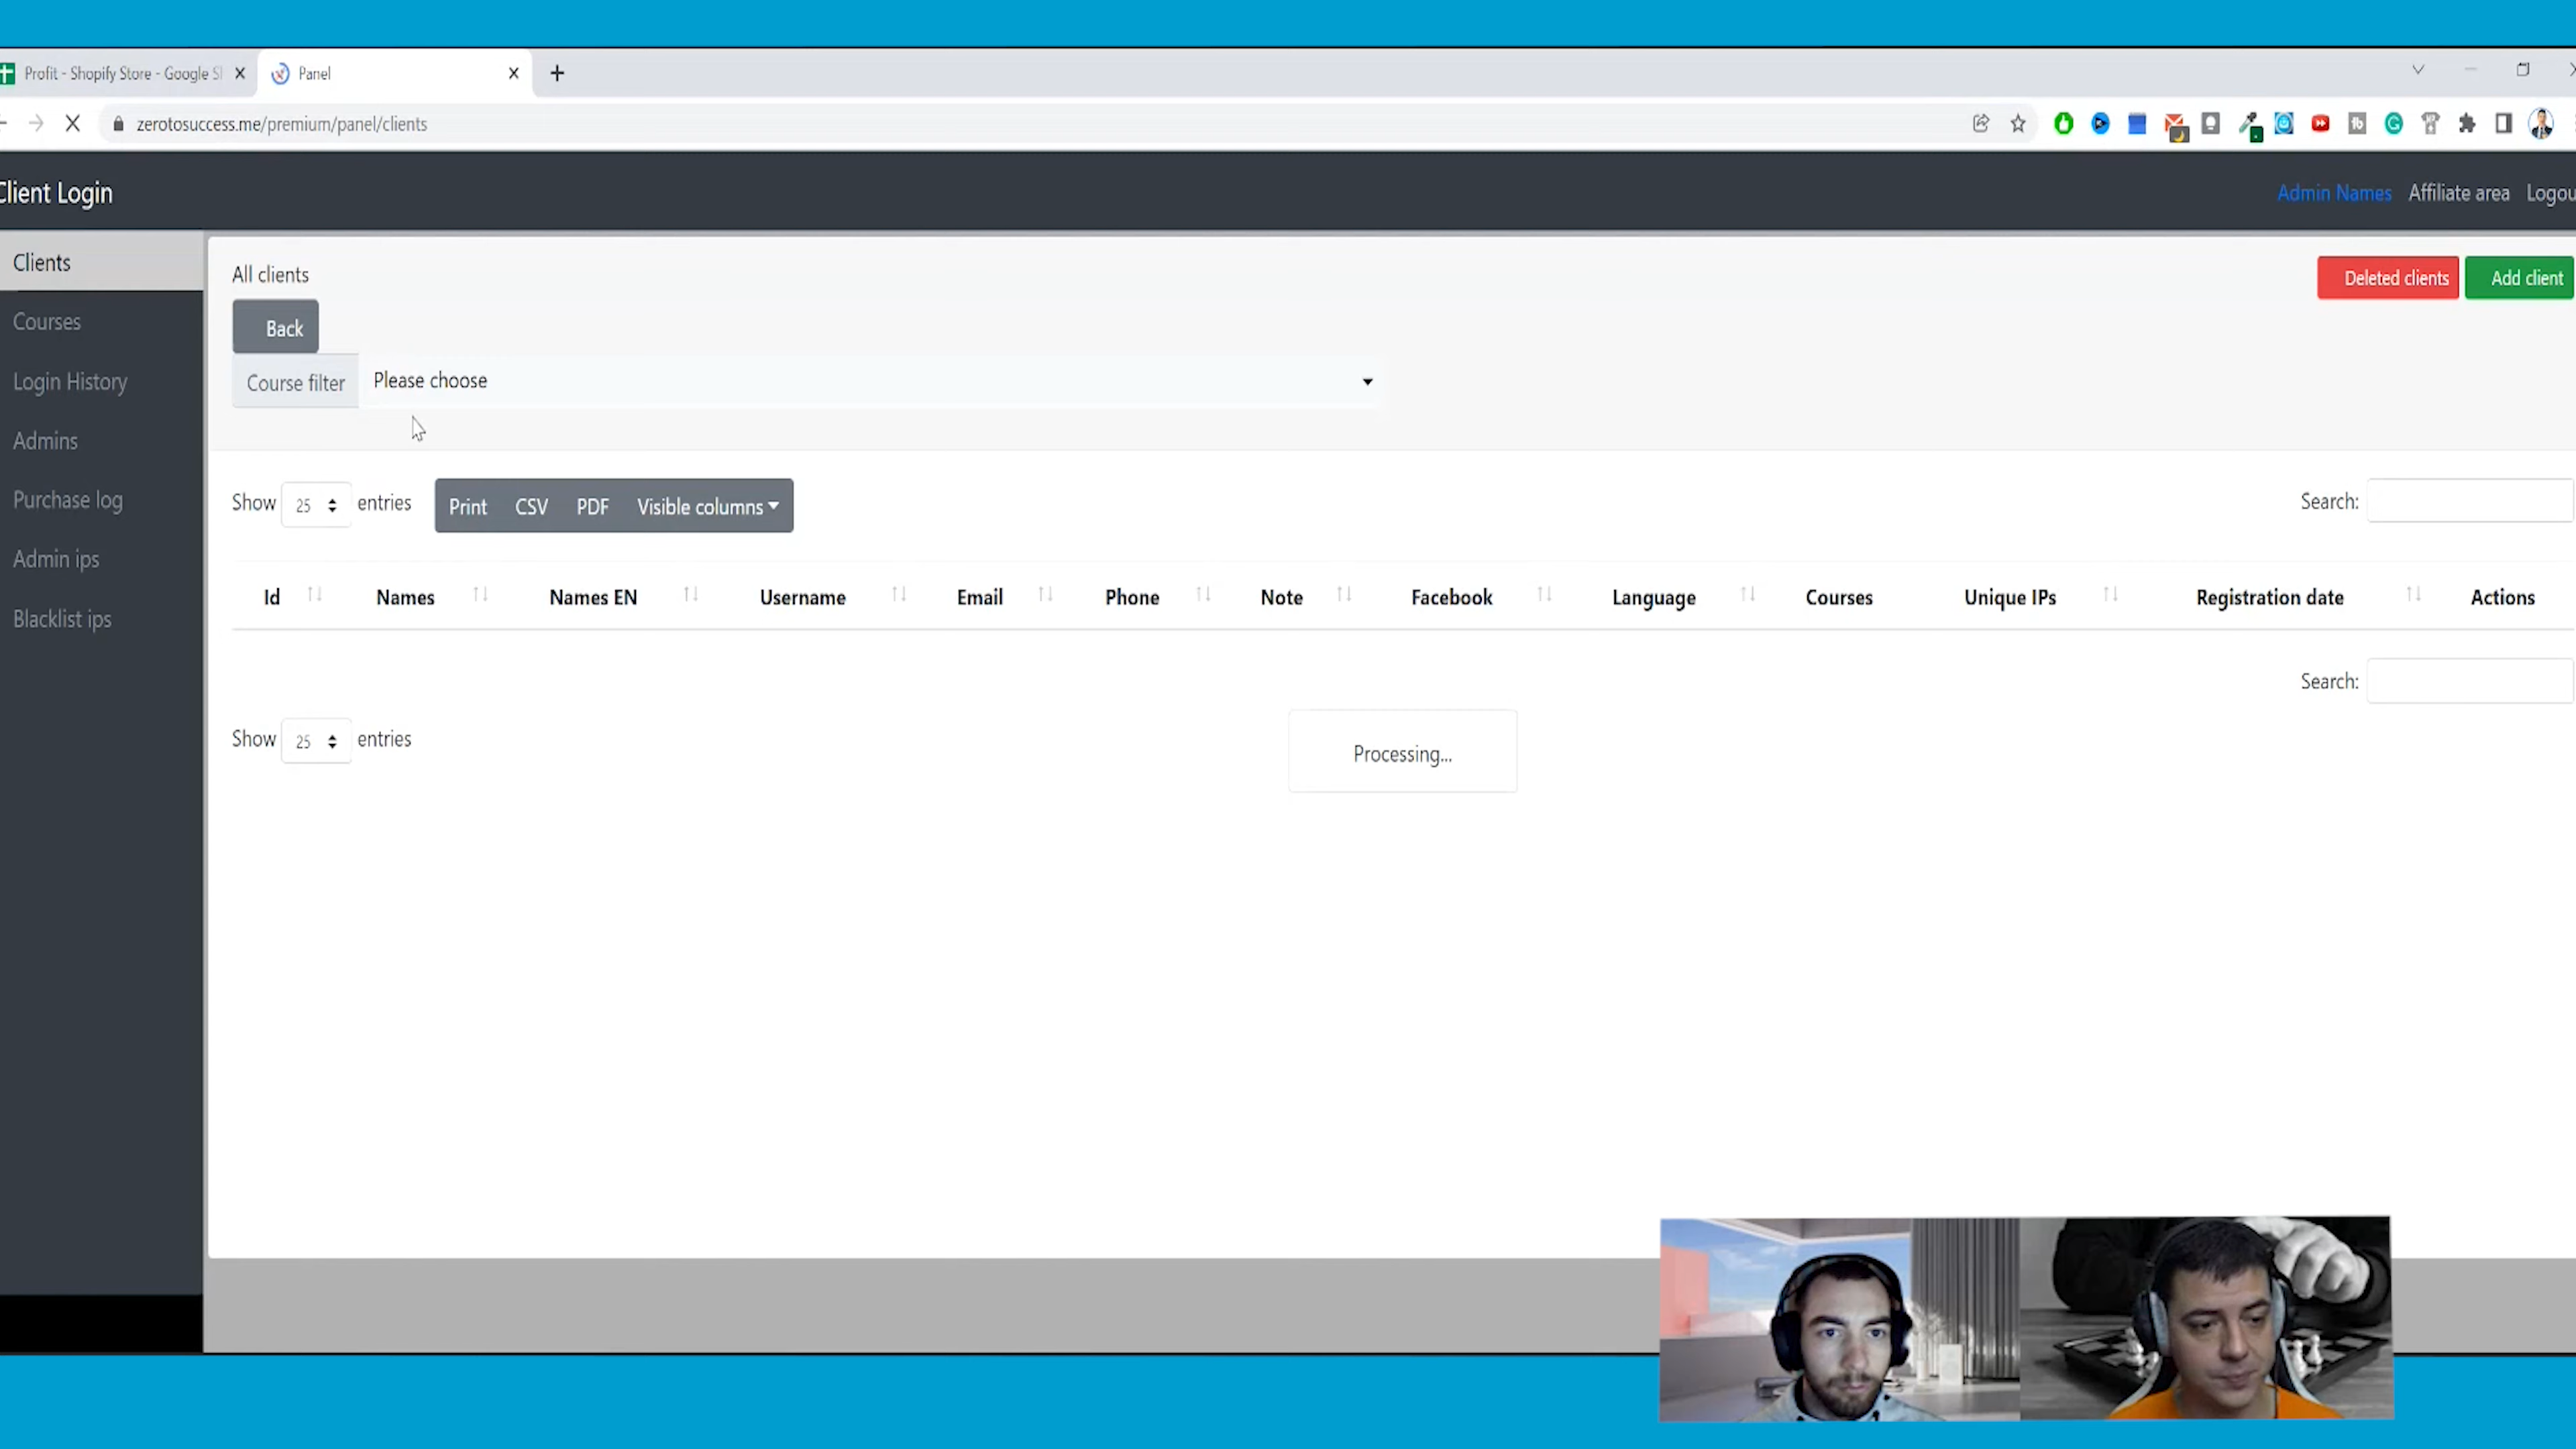 Profit - Shopify Store - Google S
Panel
zerotosuccess.me/premium/panel/clients
Client Login
Admin Names Affiliate area Logou
Clients
Courses
Login History
Admins
Purchase log
Admin ips
Blacklist ips
All clients
Deleted clients
Add client
Back
Course filter Please choose
Show 25 entries
Print CSV PDF Visible columns
Search:
Id Names Names EN Username Email Phone Note Facebook Language Courses Unique IPs Registration date Actions
Search:
Show 25 entries
Processing...